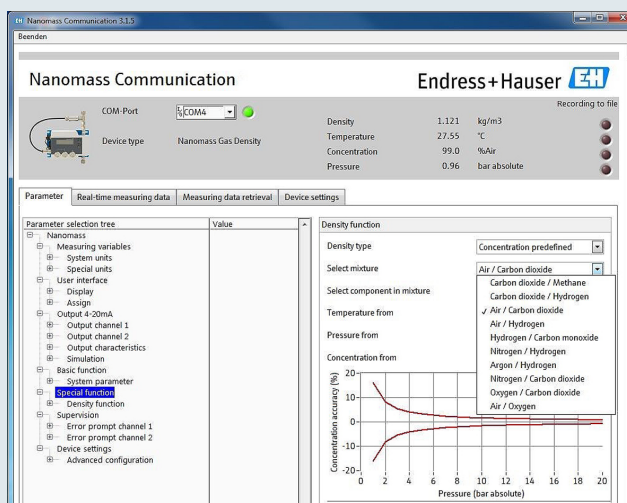 Nanomass Communication 3.1.5
Beenden
Nanomass Communication
Endress+Hauser EH
COM-Port
COM4
Device type
Nanomass Gas Density
Recording to file
Density 1.121 kg/m3
Temperature 27.55 °C
Concentration 99.0 %Air
Pressure 0.96 bar absolute
Parameter
Real-time measuring data
Measuring data retrieval
Device settings
Parameter selection tree
Value
Nanomass
Measuring variables
System units
Special units
User interface
Display
Assign
Output 4-20mA
Output channel 1
Output channel 2
Output characteristics
Simulation
Basic function
System parameter
Special function
Density function
Supervision
Error prompt channel 1
Error prompt channel 2
Device settings
Advanced configuration
Density function
Density type
Concentration predefined
Select mixture
Air / Carbon dioxide
Select component in mixture
Temperature from
Pressure from
Concentration from
Carbon dioxide / Methane
Carbon dioxide / Hydrogen
✓ Air / Carbon dioxide
Air / Hydrogen
Hydrogen / Carbon monoxide
Nitrogen / Hydrogen
Argon / Hydrogen
Nitrogen / Carbon dioxide
Oxygen / Carbon dioxide
Air / Oxygen
Concentration accuracy (%)
20
10
0
-10
-20
0 2 4 6 8 10 12 14 16 18 20
Pressure (bar absolute)